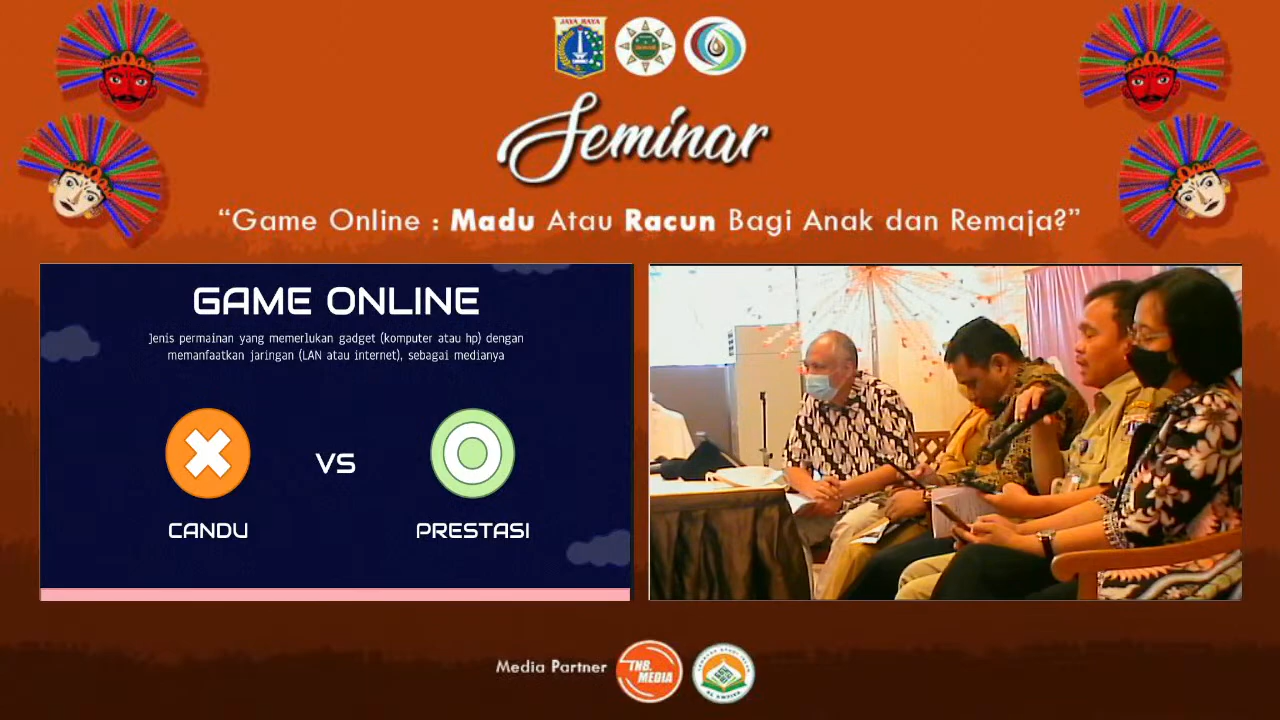 JAYA RAYA
Seminar
“Game Online : Madu Atau Racun Bagi Anak dan Remaja?”
GAME ONLINE
Jenis permainan yang memerlukan gadget (komputer atau hp) dengan
memanfaatkan jaringan (LAN atau internet), sebagai medianya
VS
CANDU
PRESTASI
Media Partner
TNB.
MEDIA